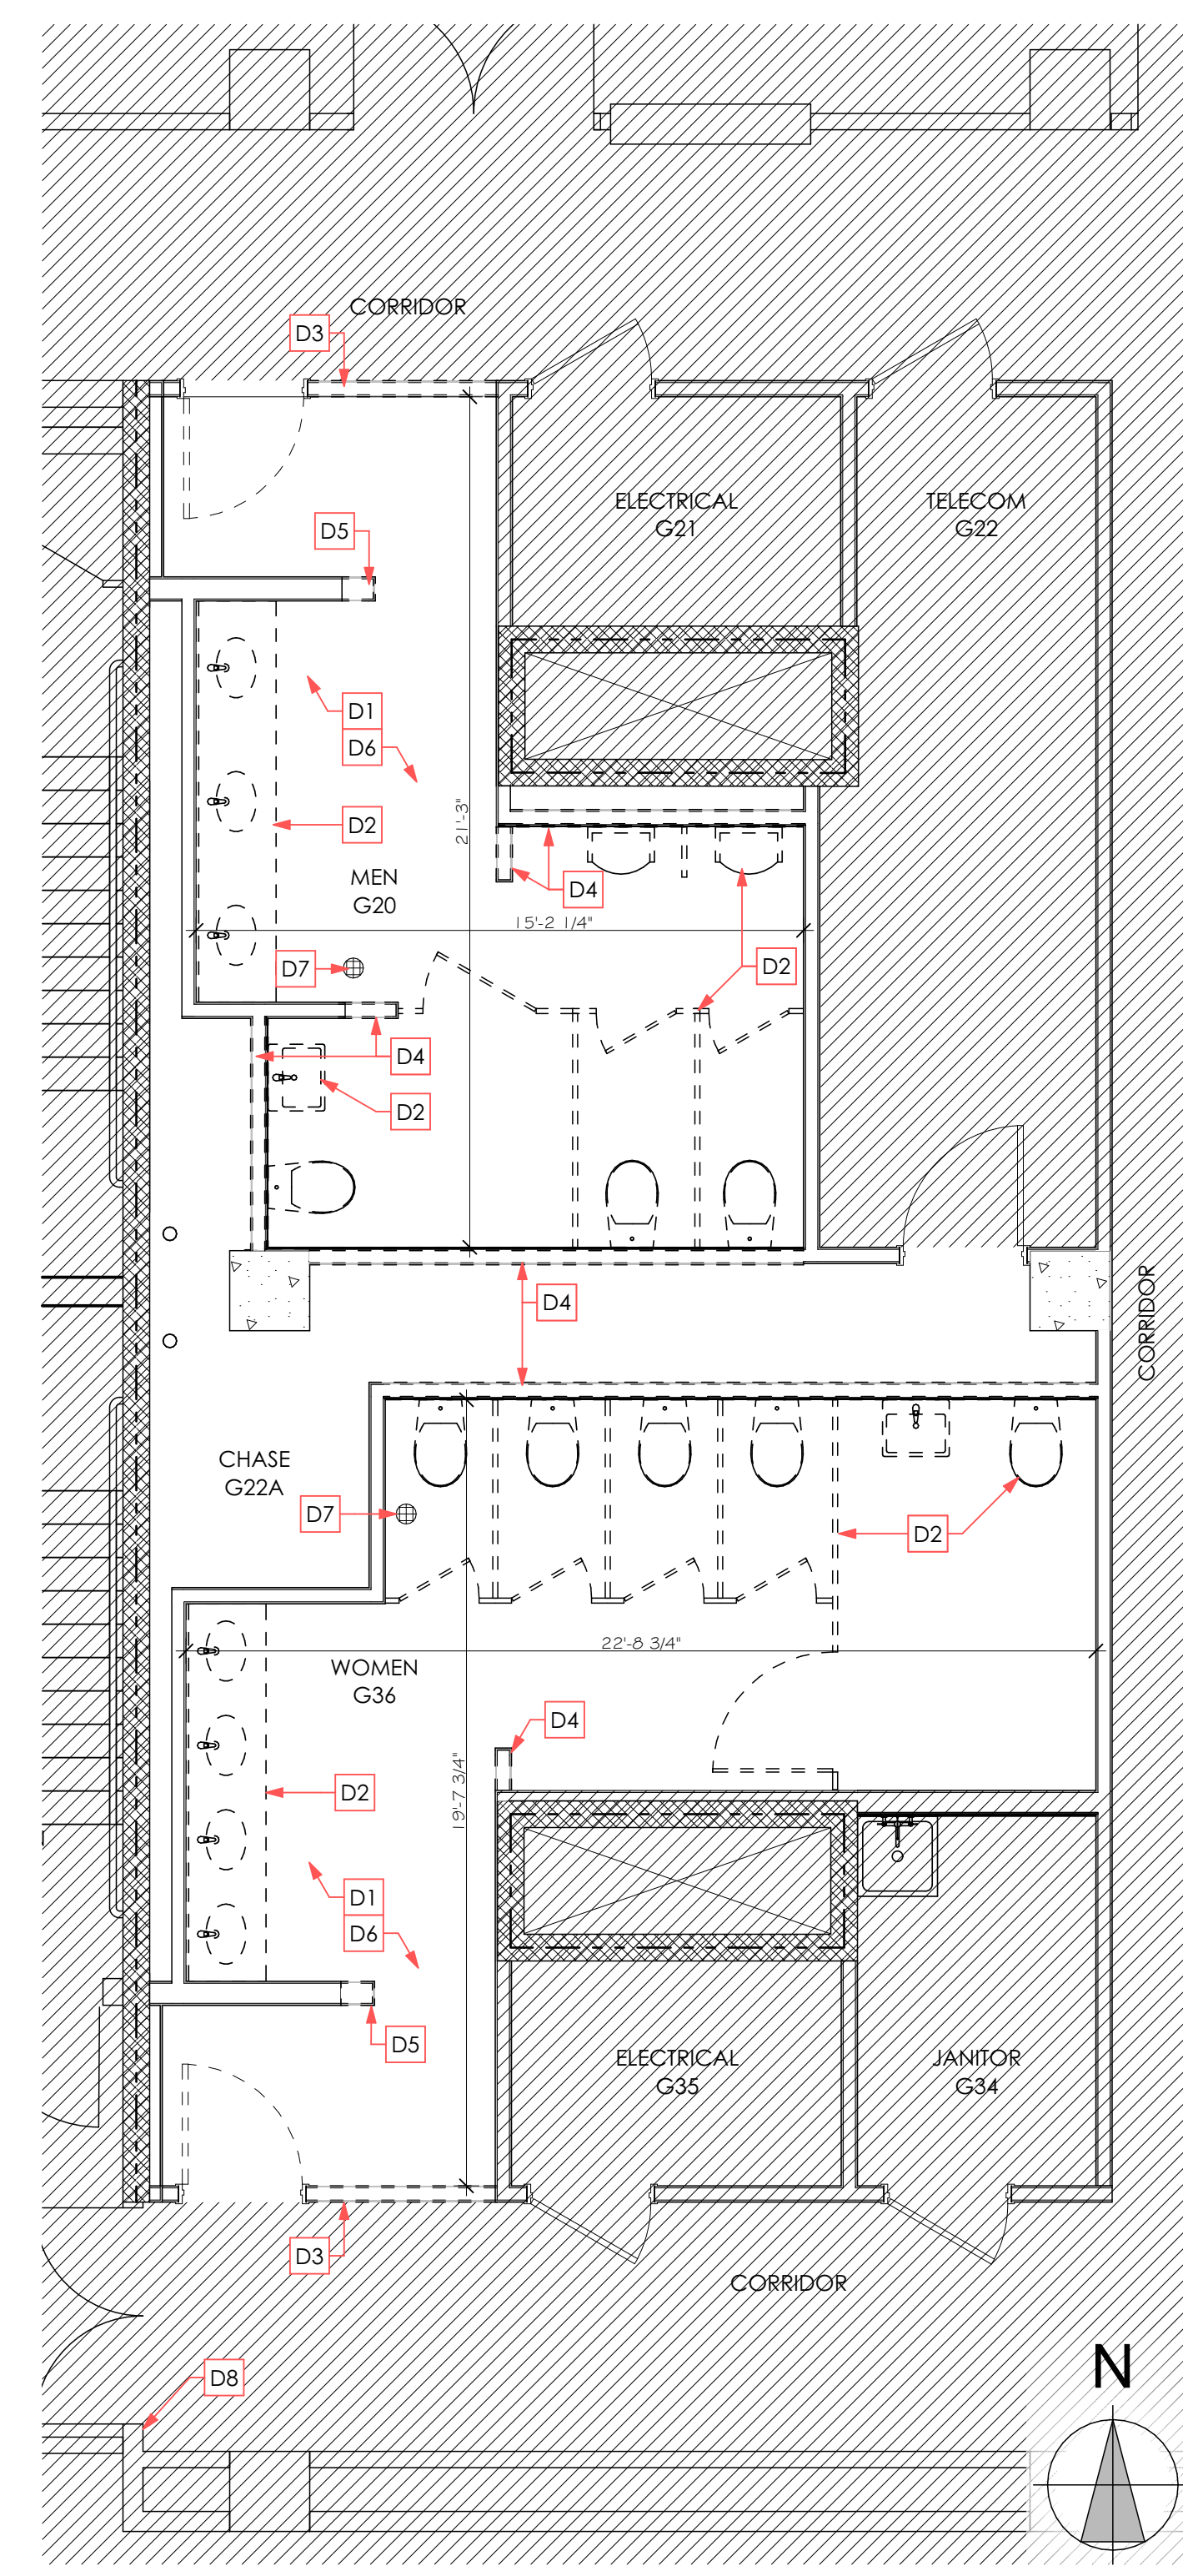 CORRIDOR
D3
ELECTRICAL
G21
TELECOM
G22
D5
D1
D6
D2
21'-3"
MEN
G20
D4
15'-2 1/4"
D7
D2
D4
D2
D4
CORRIDOR
CHASE
G22A
D7
D2
22'-8 3/4"
WOMEN
G36
D4
19'-7 3/4"
D2
D1
D6
D5
ELECTRICAL
G35
JANITOR
G34
D3
CORRIDOR
N
D8